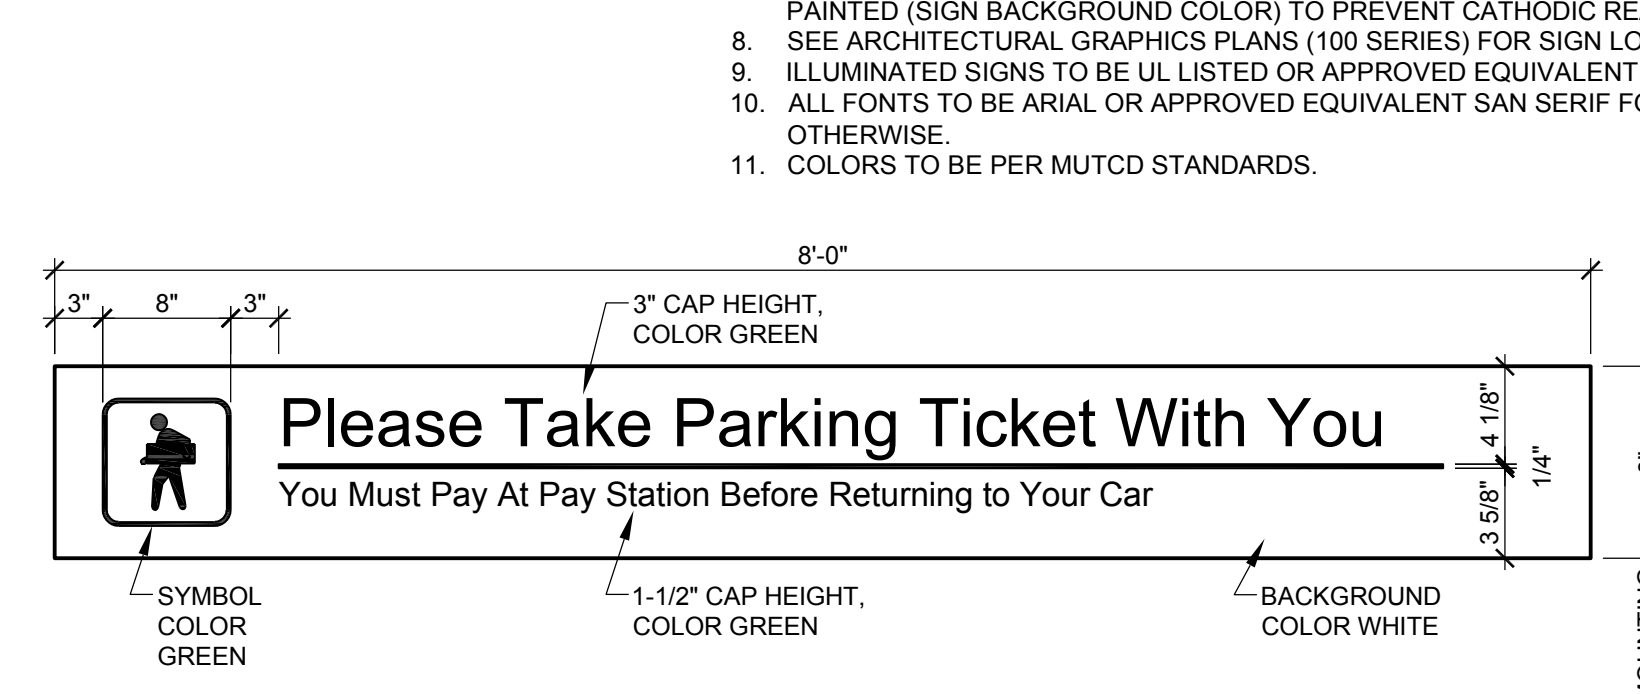 PAINTED (SIGN BACKGROUND COLOR) TO PREVENT CATHODIC
8. SEE ARCHITECTURAL GRAPHICS PLANS (100 SERIES) FOR SIGN
9. ILLUMINATED SIGNS TO BE UL LISTED OR APPROVED EQUIVALENT
10. ALL FONTS TO BE ARIAL OR APPROVED EQUIVALENT SAN SERIF
OTHERWISE.
11. COLORS TO BE PER MUTCD STANDARDS.
8'-0"
3" 8" 3"
3" CAP HEIGHT,
COLOR GREEN
Please Take Parking Ticket With You
You Must Pay At Pay Station Before Returning to Your Car
4 1/8"
1/4"
3 5/8"
SYMBOL
COLOR
GREEN
1-1/2" CAP HEIGHT,
COLOR GREEN
BACKGROUND
COLOR WHITE